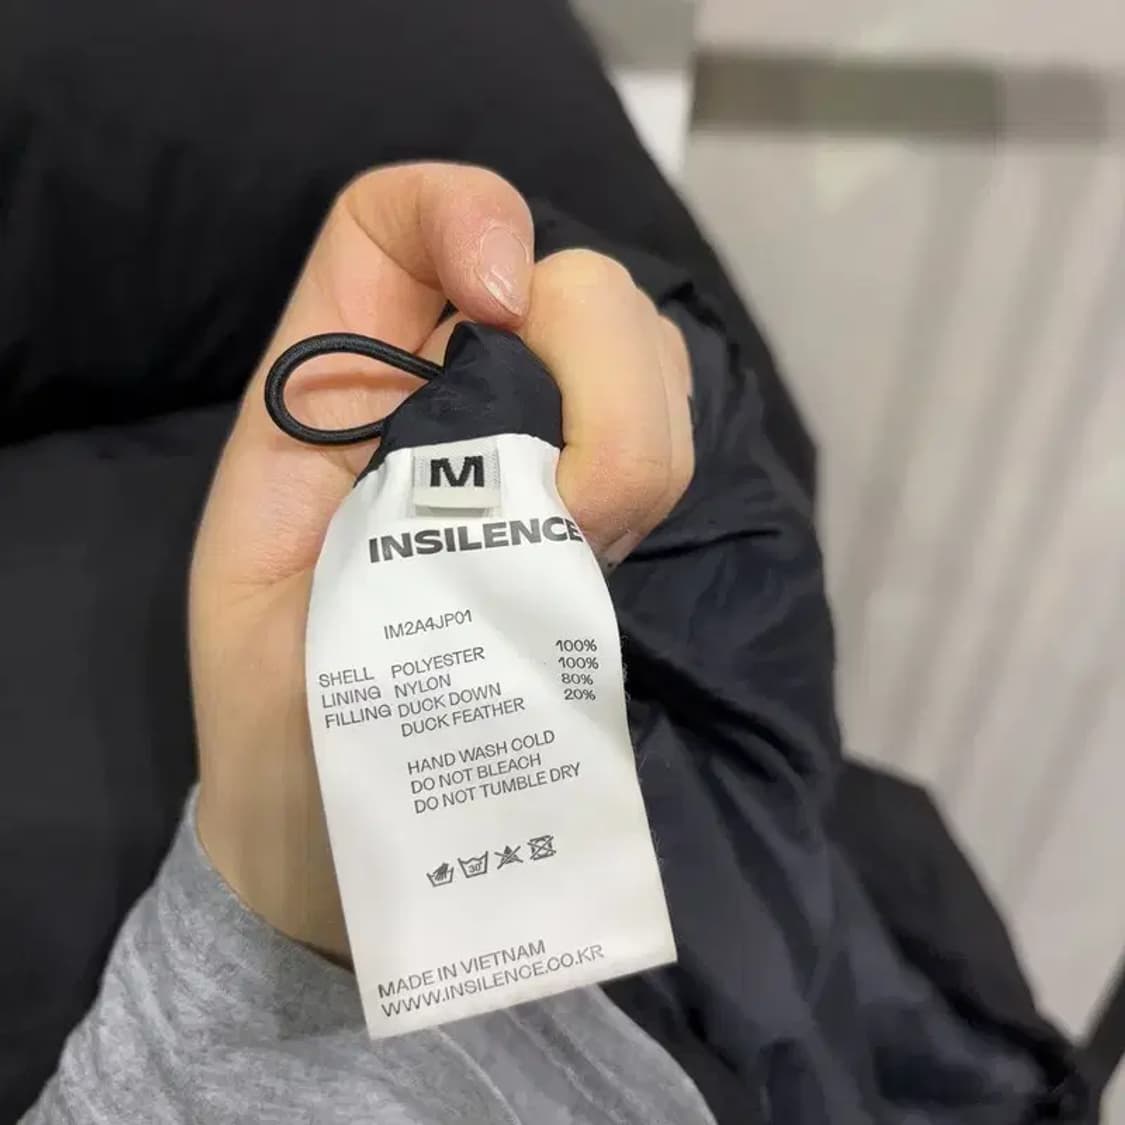 M
INSILENCE
IM2A4JP01
SHELL POLYESTER 100%
LINING NYLON 100%
FILLING DUCK DOWN 80%
DUCK FEATHER 20%
HAND WASH COLD
DO NOT BLEACH
DO NOT TUMBLE DRY
30°
MADE IN VIETNAM
WWW.INSILENCE.CO.KR